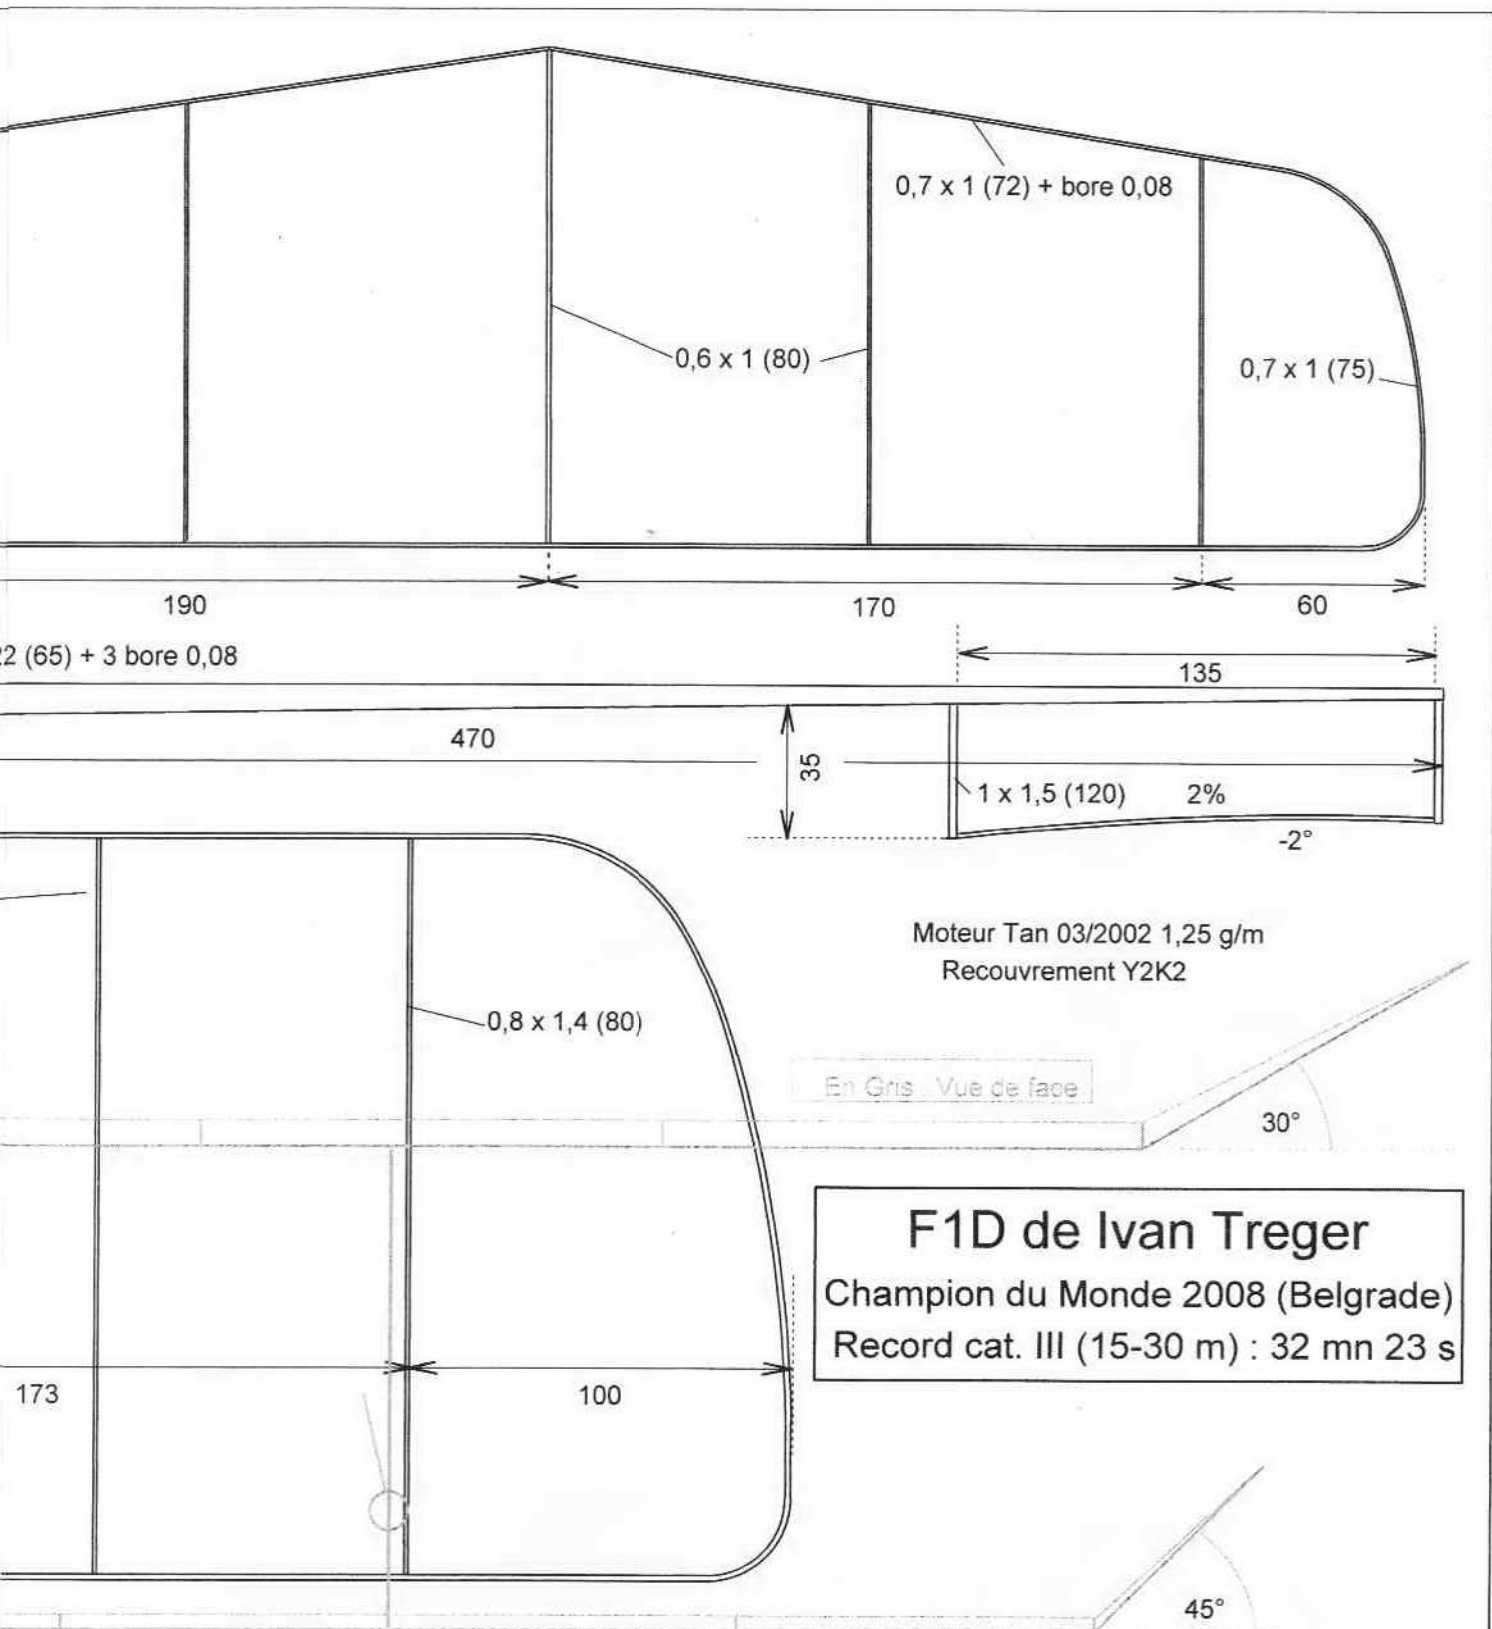 0,7 x 1 (72) + bore 0,08
0,6 x 1 (80)
0,7 x 1 (75)
190
170
60
22 (65) + 3 bore 0,08
135
470
35
1 x 1,5 (120)
2%
-2°
Moteur Tan 03/2002 1,25 g/m
Recouvrement Y2K2
0,8 x 1,4 (80)
En Gris : Vue de face
30°
F1D de Ivan Treger
Champion du Monde 2008 (Belgrade)
Record cat. III (15-30 m) : 32 mn 23 s
173
100
45°